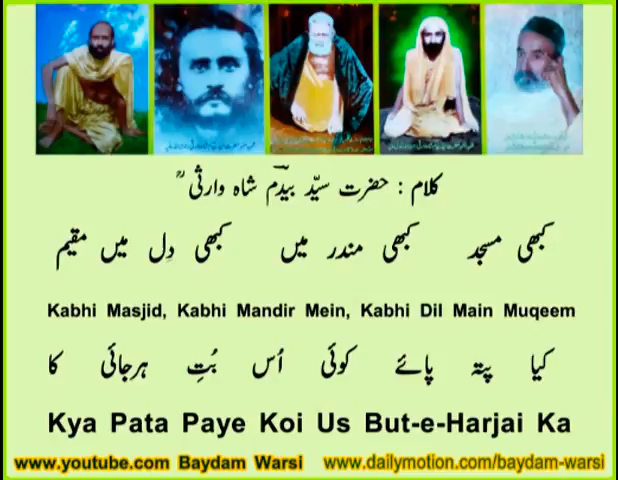 کلام : حضرت سیّد بیدم شاہ وارثی ؒ
کبھی مسجد کبھی مندر میں کبھی دِل میں مقیم
Kabhi Masjid, Kabhi Mandir Mein, Kabhi Dil Main Muqeem
کیا پتہ پائے کوئی اُس بُتِ ہرجائی کا
Kya Pata Paye Koi Us But-e-Harjai Ka
www.youtube.com Baydam Warsi www.dailymotion.com/baydam-warsi